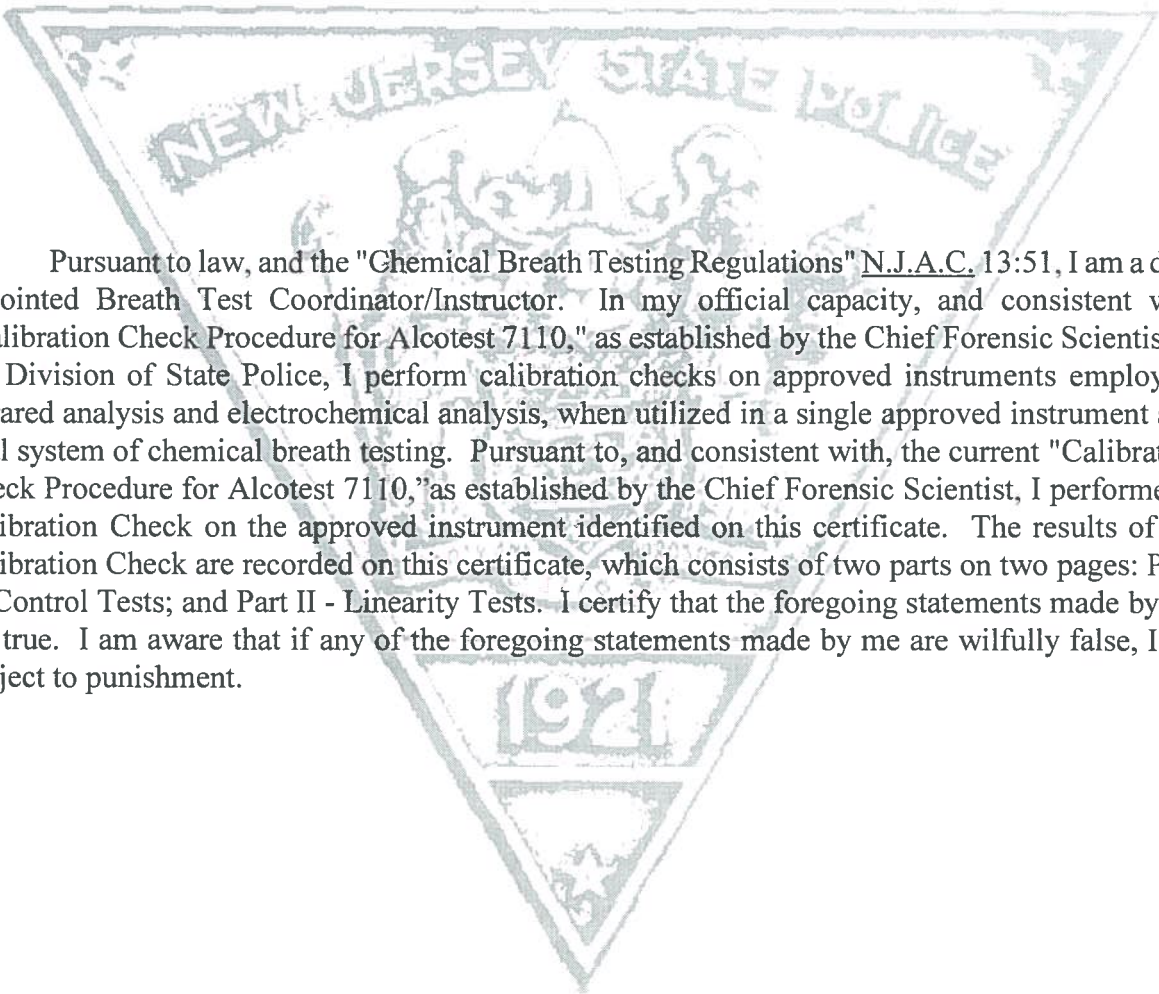 NEW JERSEY STATE POLICE
Pursuant to law, and the "Chemical Breath Testing Regulations" N.J.A.C. 13:51, I am a d
ointed Breath Test Coordinator/Instructor. In my official capacity, and consistent v
alibration Check Procedure for Alcotest 7110," as established by the Chief Forensic Scientis
Division of State Police, I perform calibration checks on approved instruments employ
ared analysis and electrochemical analysis, when utilized in a single approved instrument
l system of chemical breath testing. Pursuant to, and consistent with, the current "Calibrat
eck Procedure for Alcotest 7110,"as established by the Chief Forensic Scientist, I performe
libration Check on the approved instrument identified on this certificate. The results of
ibration Check are recorded on this certificate, which consists of two parts on two pages: P
Control Tests; and Part II - Linearity Tests. I certify that the foregoing statements made by
true. I am aware that if any of the foregoing statements made by me are wilfully false, I
ject to punishment.
1921